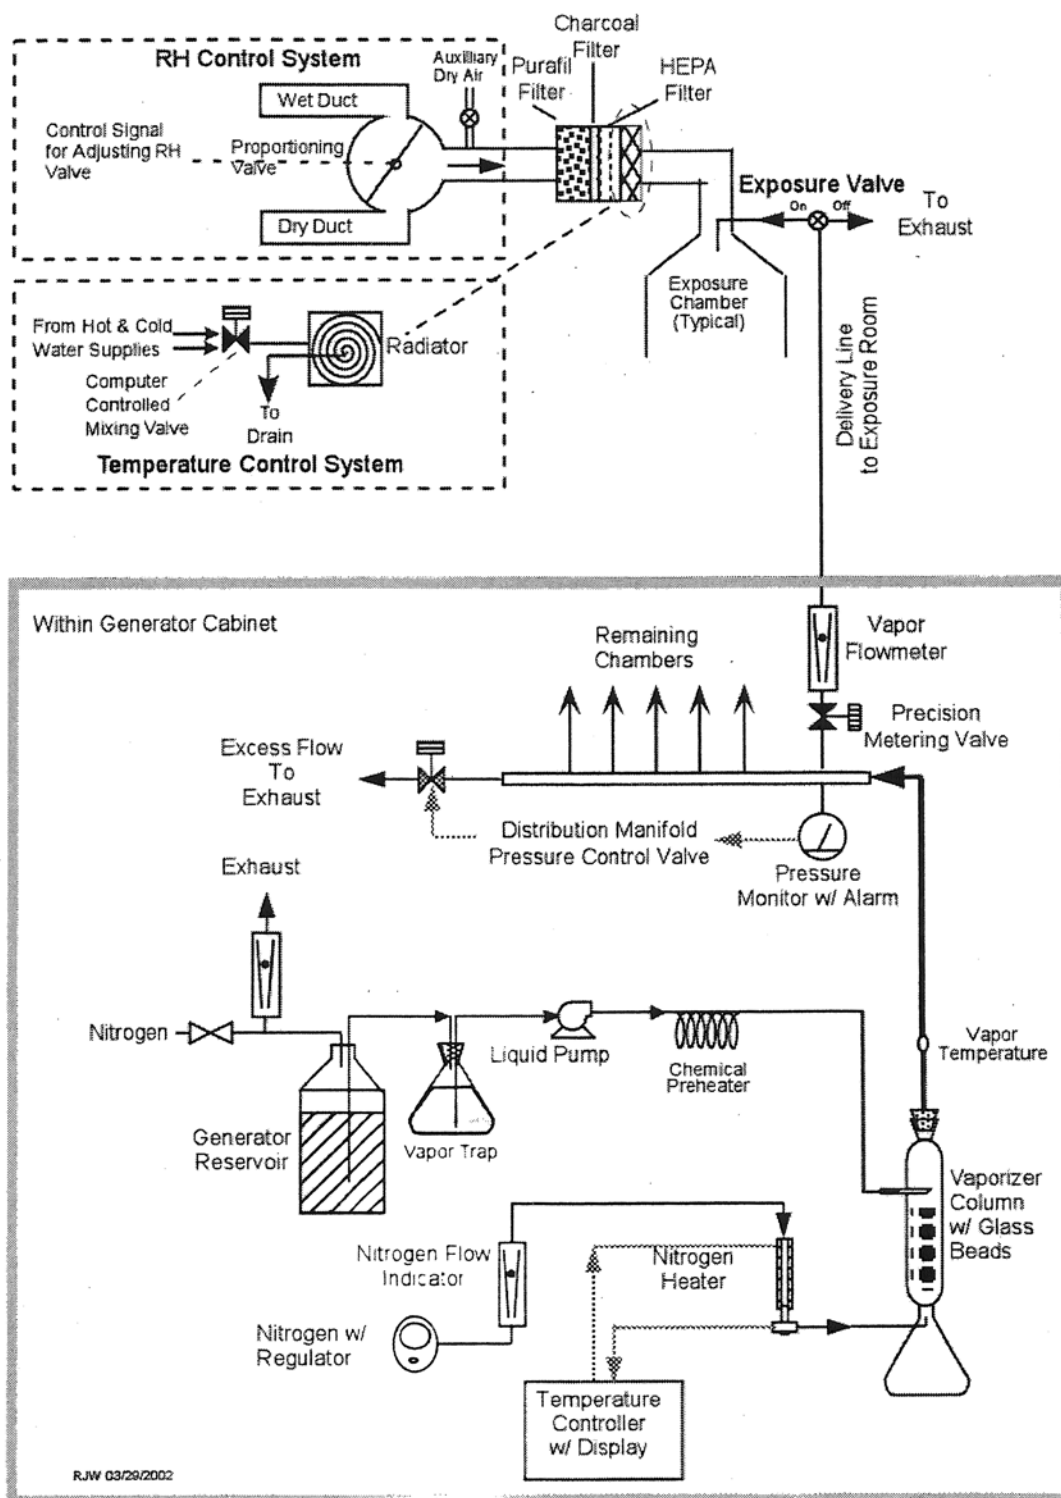 Charcoal
Filter
RH Control System
Auxilliary
Dry Air
Purafil
Filter
HEPA
Filter
Wet Duct
Control Signal
for Adjusting RH
Valve
Proportioning
Valve
Dry Duct
Exposure Valve
On
Off
To
Exhaust
Exposure
Chamber
(Typical)
From Hot & Cold
Water Supplies
Radiator
Computer
Controlled
Mixing Valve
To
Drain
Temperature Control System
Delivery Line
to Exposure Room
Within Generator Cabinet
Remaining
Chambers
Vapor
Flowmeter
Precision
Metering Valve
Excess Flow
To
Exhaust
Distribution Manifold
Pressure Control Valve
Pressure
Monitor w/ Alarm
Exhaust
Nitrogen
Liquid Pump
Chemical
Preheater
Vapor
Temperature
Generator
Reservoir
Vapor Trap
Vaporizer
Column
w/ Glass
Beads
Nitrogen Flow
Indicator
Nitrogen
Heater
Nitrogen w/
Regulator
Temperature
Controller
w/ Display
RJW 03/29/2002